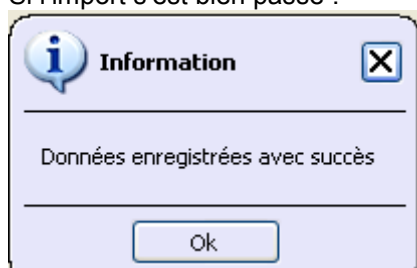 Si l'import s'est bien passé :
Information
Données enregistrées avec succès
Ok